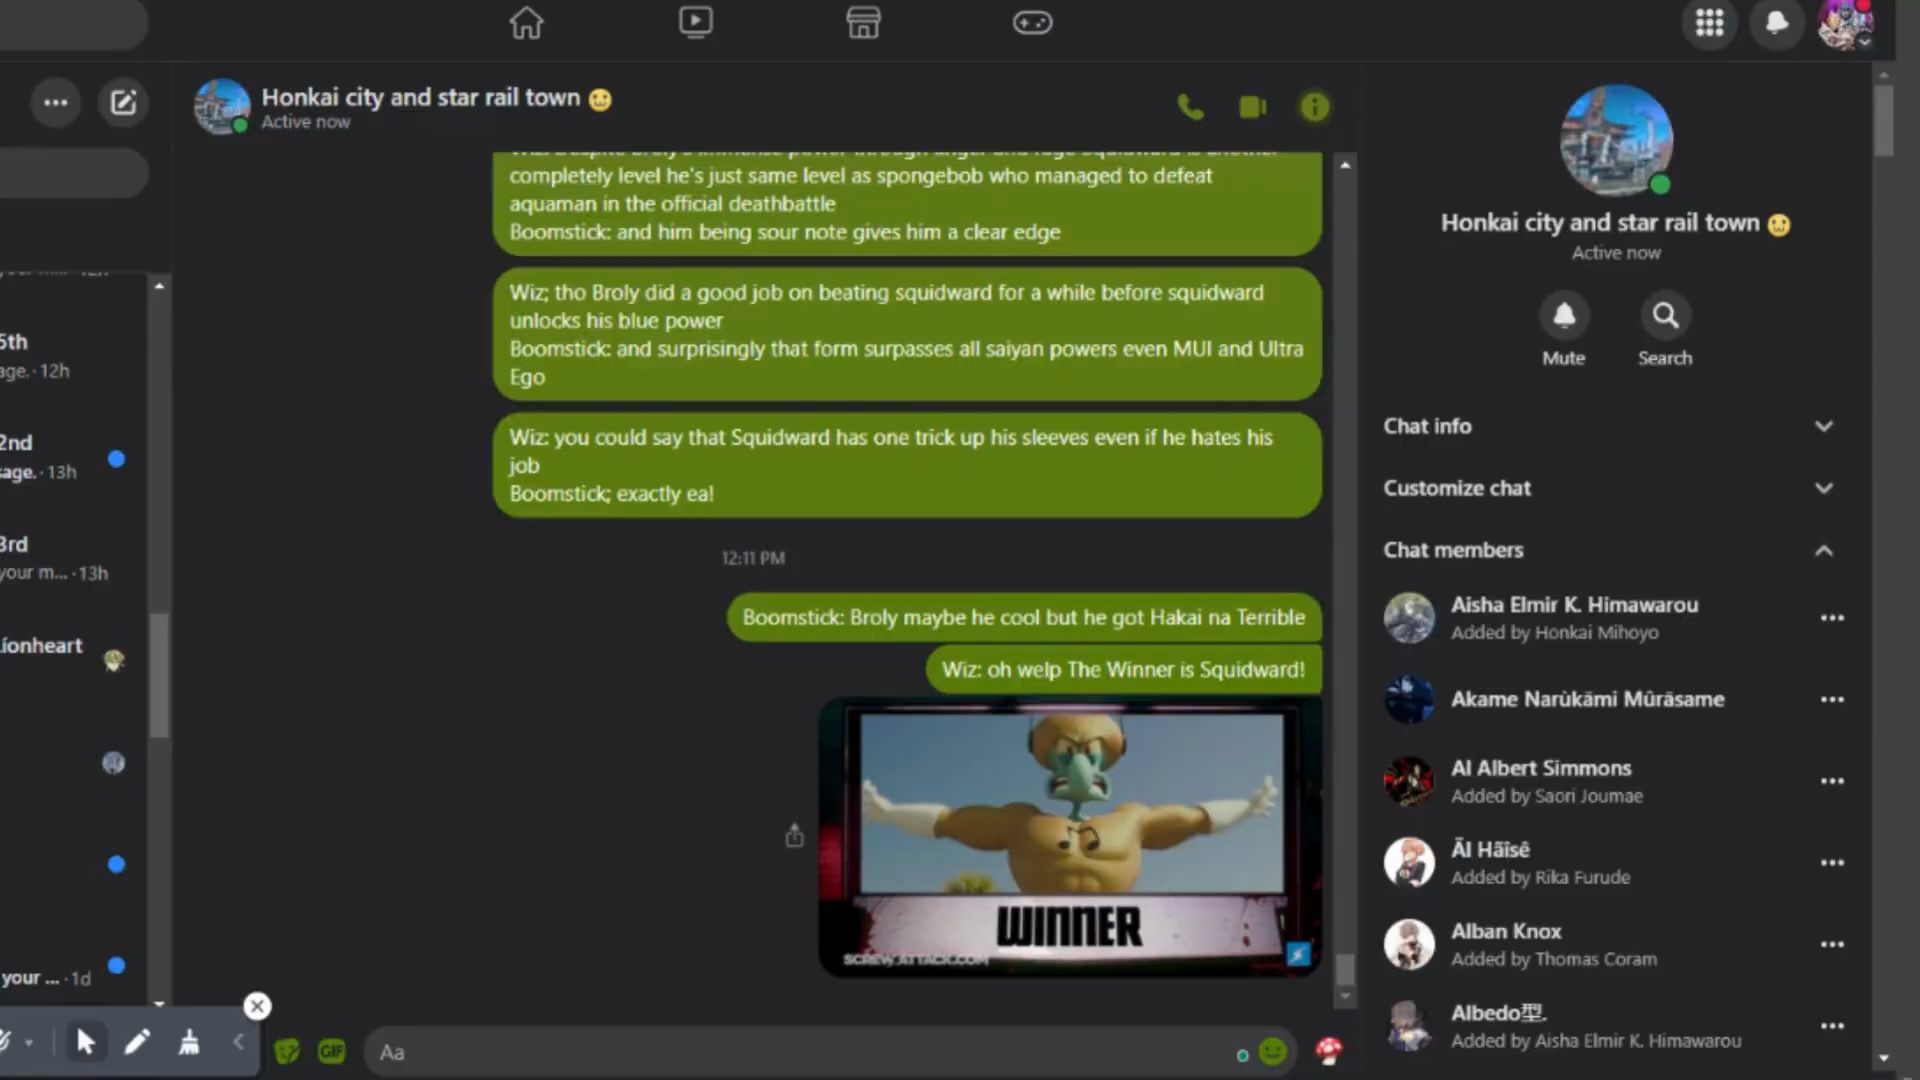 Honkai city and star rail town
Active now
completely level he's just same level as spongebob who managed to defeat
aquaman in the official deathbattle
Boomstick: and him being sour note gives him a clear edge
Wiz; tho Broly did a good job on beating squidward for a while before squidward
unlocks his blue power
Boomstick: and surprisingly that form surpasses all saiyan powers even MUI and Ultra
Ego
Wiz: you could say that Squidward has one trick up his sleeves even if he hates his
job
Boomstick; exactly ea!
12:11 PM
Boomstick: Broly maybe he cool but he got Hakai na Terrible
Wiz: oh welp The Winner is Squidward!
WINNER
SCREWATTACK.COM
GIF
Aa
5th
age. · 12h
2nd
sage. · 13h
3rd
your m... · 13h
ionheart
your ... · 1d
Honkai city and star rail town
Active now
Mute
Search
Chat info
Customize chat
Chat members
Aisha Elmir K. Himawarou
Added by Honkai Mihoyo
Akame Narùkāmi Mûrāsame
Al Albert Simmons
Added by Saori Joumae
Āl Hāīsê
Added by Rika Furude
Alban Knox
Added by Thomas Coram
Albedo型.
Added by Aisha Elmir K. Himawarou